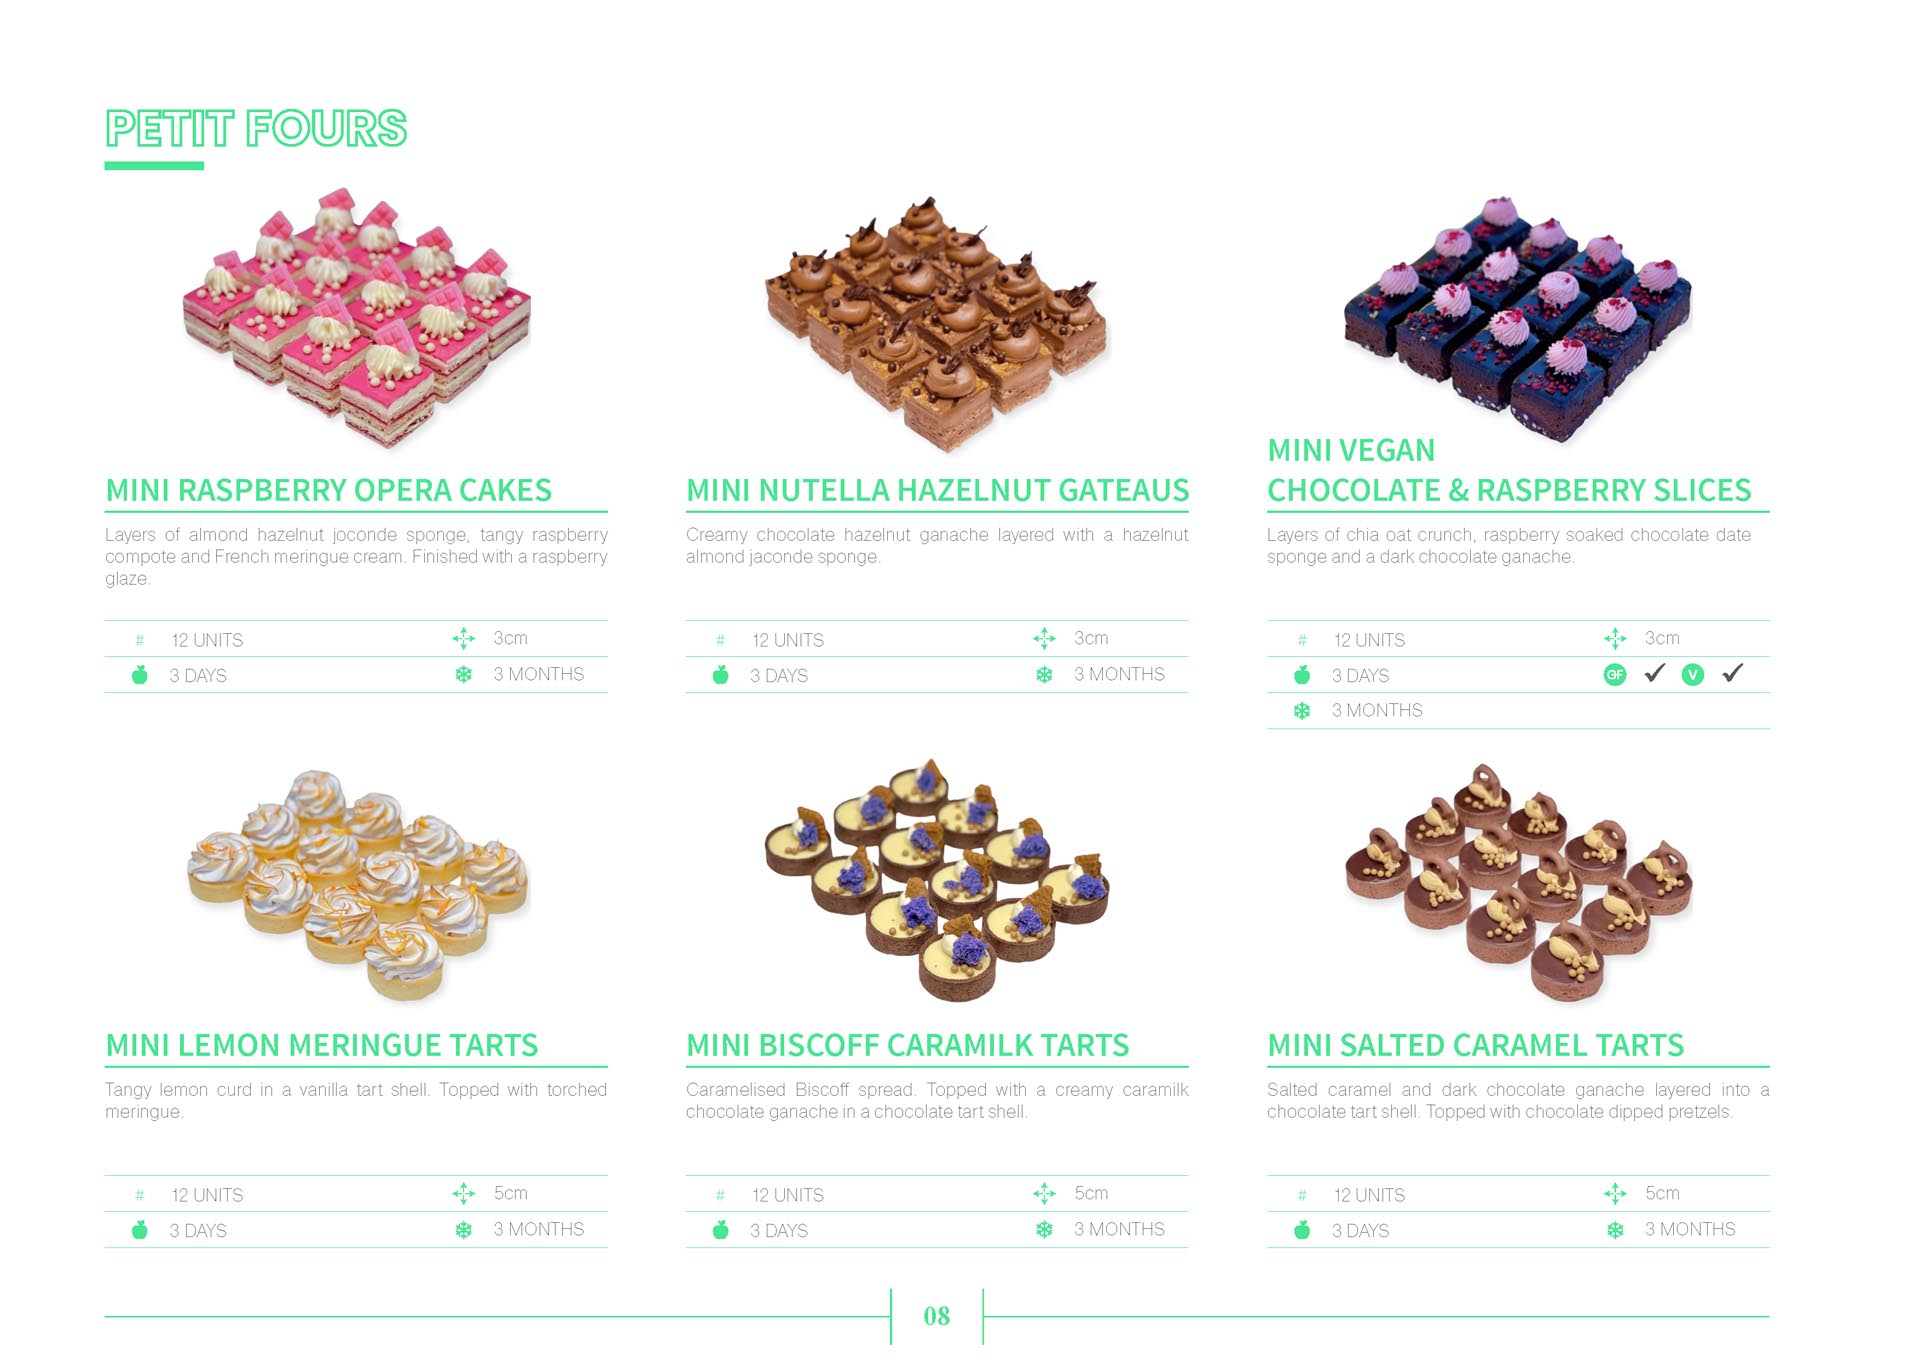 PETIT FOURS
MINI RASPBERRY OPERA CAKES
Layers of almond hazelnut joconde sponge, tangy raspberry
compote and French meringue cream. Finished with a raspberry
glaze.
# 12 UNITS 3cm
3 DAYS 3 MONTHS
MINI NUTELLA HAZELNUT GATEAUS
Creamy chocolate hazelnut ganache layered with a hazelnut
almond jaconde sponge.
# 12 UNITS 3cm
3 DAYS 3 MONTHS
MINI VEGAN
CHOCOLATE & RASPBERRY SLICES
Layers of chia oat crunch, raspberry soaked chocolate date
sponge and a dark chocolate ganache.
# 12 UNITS 3cm
3 DAYS GF ✓ V ✓
3 MONTHS
MINI LEMON MERINGUE TARTS
Tangy lemon curd in a vanilla tart shell. Topped with torched
meringue.
# 12 UNITS 5cm
3 DAYS 3 MONTHS
MINI BISCOFF CARAMILK TARTS
Caramelised Biscoff spread. Topped with a creamy caramilk
chocolate ganache in a chocolate tart shell.
# 12 UNITS 5cm
3 DAYS 3 MONTHS
MINI SALTED CARAMEL TARTS
Salted caramel and dark chocolate ganache layered into a
chocolate tart shell. Topped with chocolate dipped pretzels.
# 12 UNITS 5cm
3 DAYS 3 MONTHS
08